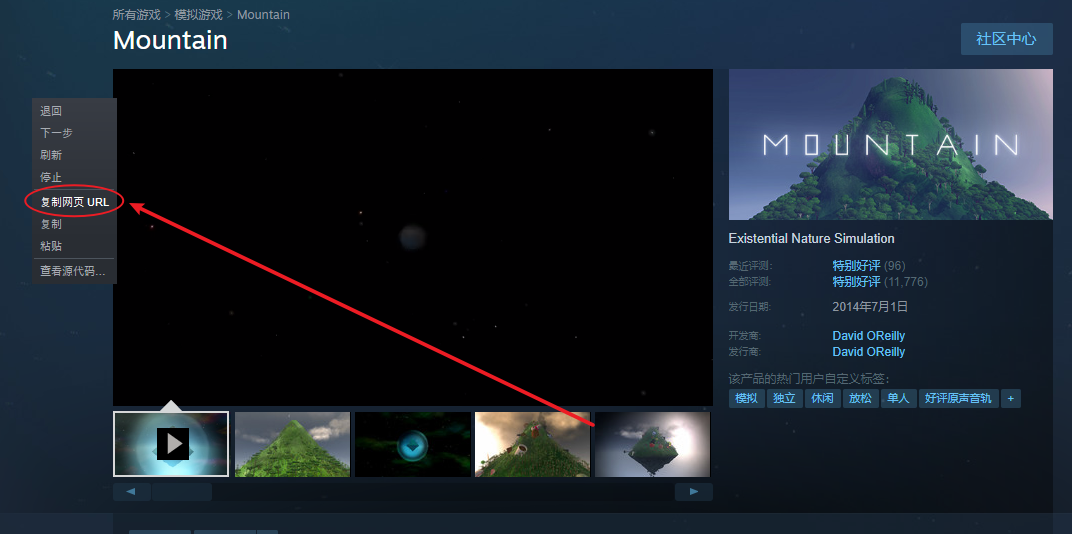 所有游戏 > 模拟游戏 > Mountain
Mountain
社区中心
退回
下一步
刷新
停止
复制网页 URL
复制
粘贴
查看源代码...
MOUNTAIN
Existential Nature Simulation
最近评测: 特别好评 (96)
全部评测: 特别好评 (11,776)
发行日期: 2014年7月1日
开发商: David OReilly
发行商: David OReilly
该产品的热门用户自定义标签:
模拟 独立 休闲 放松 单人 好评原声音轨 +